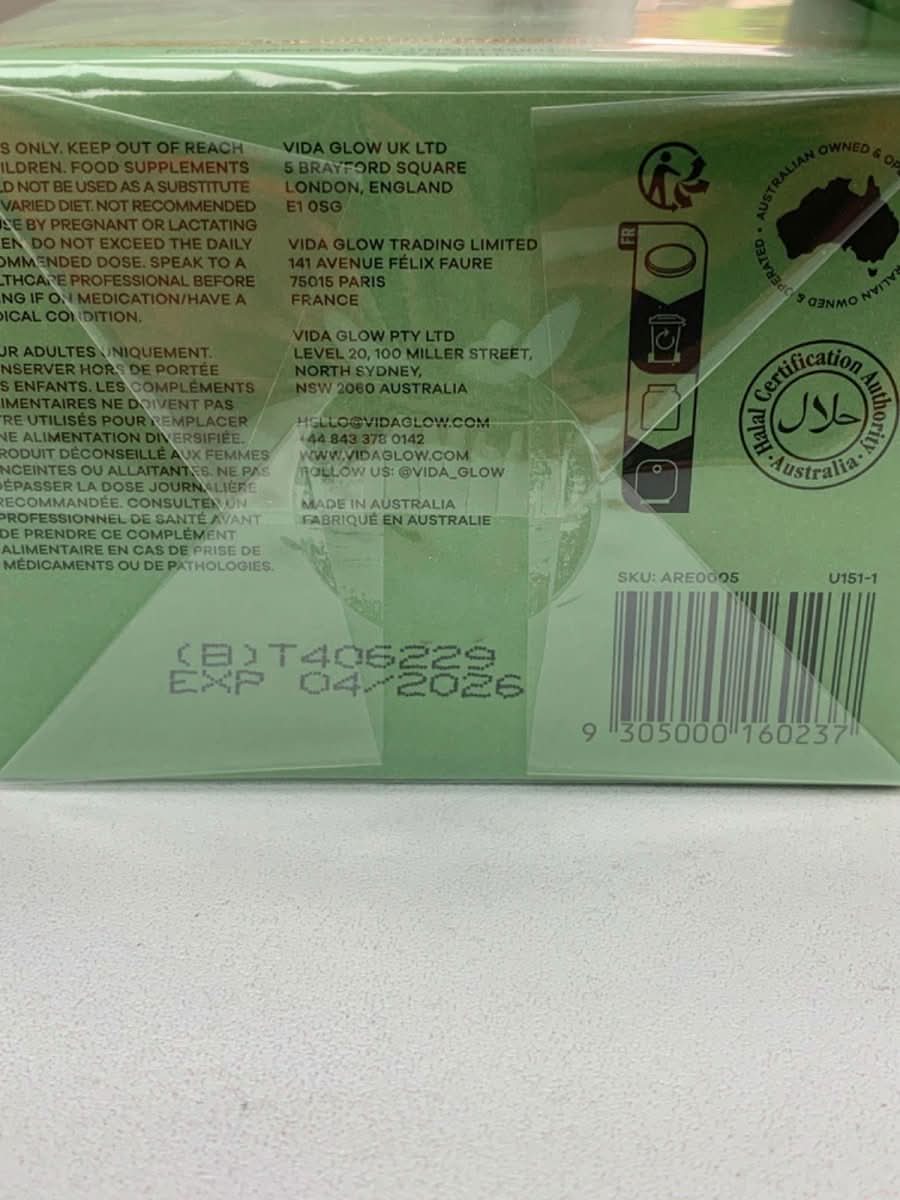 S ONLY. KEEP OUT OF REACH
ILDREN. FOOD SUPPLEMENTS
LD NOT BE USED AS A SUBSTITUTE
VARIED DIET. NOT RECOMMENDED
SE BY PREGNANT OR LACTATING
EN. DO NOT EXCEED THE DAILY
OMMENDED DOSE. SPEAK TO A
LTHCARE PROFESSIONAL BEFORE
NG IF ON MEDICATION/HAVE A
ICAL CONDITION.
UR ADULTES UNIQUEMENT.
NSERVER HORS DE PORTÉE
S ENFANTS. LES COMPLÉMENTS
IMENTAIRES NE DOIVENT PAS
TRE UTILISÉS POUR REMPLACER
NE ALIMENTATION DIVERSIFIÉE.
RODUIT DÉCONSEILLÉ AUX FEMMES
NCEINTES OU ALLAITANTES. NE PAS
DÉPASSER LA DOSE JOURNALIÈRE
RECOMMANDÉE. CONSULTER UN
PROFESSIONNEL DE SANTÉ AVANT
DE PRENDRE CE COMPLÉMENT
ALIMENTAIRE EN CAS DE PRISE DE
MÉDICAMENTS OU DE PATHOLOGIES.
VIDA GLOW UK LTD
5 BRAYFORD SQUARE
LONDON, ENGLAND
E1 0SG
VIDA GLOW TRADING LIMITED
141 AVENUE FÉLIX FAURE
75015 PARIS
FRANCE
VIDA GLOW PTY LTD
LEVEL 20, 100 MILLER STREET,
NORTH SYDNEY,
NSW 2060 AUSTRALIA
HELLO@VIDAGLOW.COM
+44 843 378 0142
WWW.VIDAGLOW.COM
FOLLOW US: @VIDA_GLOW
MADE IN AUSTRALIA
FABRIQUÉ EN AUSTRALIE
FR
AUSTRALIAN OWNED & OP
RALIAN OWNED & OPERATED
Halal Certification Authority
حلال
Australia
SKU: ARE0005 U151-1
9 305000 160237
(B)T406229
EXP 04/2026